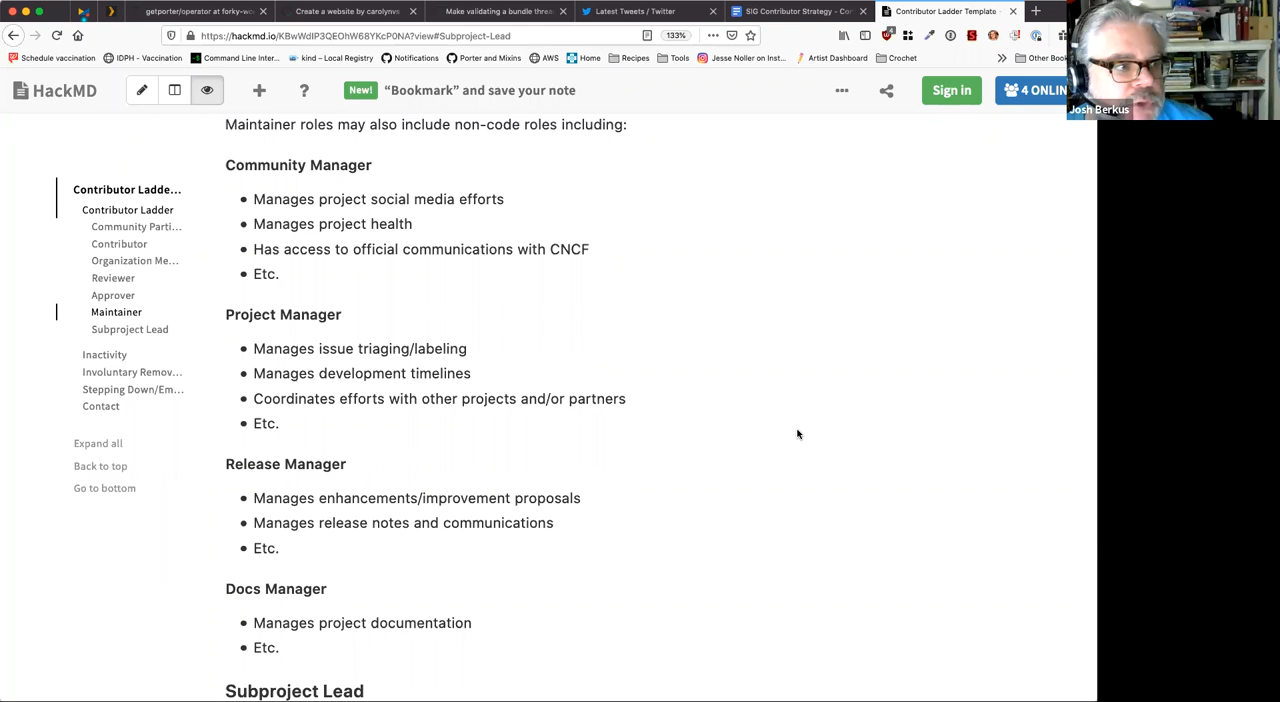 getporter/operator at forky-wo
Create a website by carolynvs
Make validating a bundle threa
Latest Tweets / Twitter
SIG Contributor Strategy - Co
Contributor Ladder Template -
https://hackmd.io/KBwWdIP3QEOhW68YKcP0NA?view#Subproject-Lead
133%
Schedule vaccination
IDPH - Vaccination
Command Line Inter...
kind – Local Registry
Notifications
Porter and Mixins
AWS
Home
Recipes
Tools
Jesse Noller on Inst...
Artist Dashboard
Crochet
Other Book
HackMD
New!
“Bookmark” and save your note
Sign in
4 ONLIN
Josh Berkus
Contributor Ladde...
Contributor Ladder
Community Parti...
Contributor
Organization Me...
Reviewer
Approver
Maintainer
Subproject Lead
Inactivity
Involuntary Remov...
Stepping Down/Em...
Contact
Expand all
Back to top
Go to bottom
Maintainer roles may also include non-code roles including:
Community Manager
• Manages project social media efforts
• Manages project health
• Has access to official communications with CNCF
• Etc.
Project Manager
• Manages issue triaging/labeling
• Manages development timelines
• Coordinates efforts with other projects and/or partners
• Etc.
Release Manager
• Manages enhancements/improvement proposals
• Manages release notes and communications
• Etc.
Docs Manager
• Manages project documentation
• Etc.
Subproject Lead